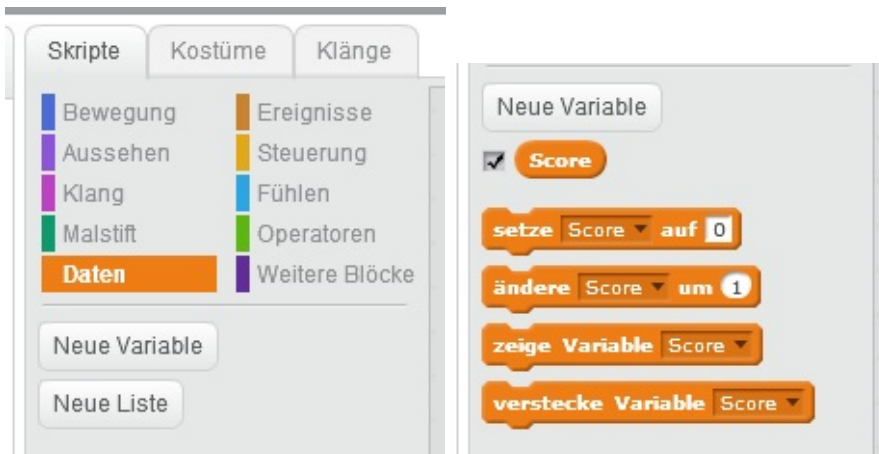 Skripte Kostüme Klänge
Bewegung Ereignisse
Aussehen Steuerung
Klang Fühlen
Malstift Operatoren
Daten Weitere Blöcke
Neue Variable
Neue Liste
Neue Variable
Score
setze Score auf 0
ändere Score um 1
zeige Variable Score
verstecke Variable Score